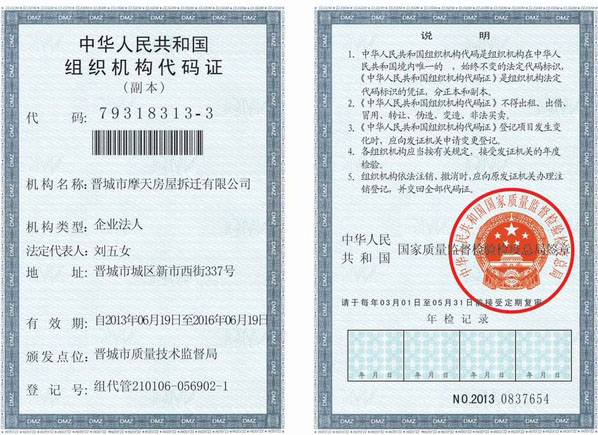 中华人民共和国
组织机构代码证
(副本)
代 码: 79318313-3
机构名称: 晋城市摩天房屋拆迁有限公司
机构类型: 企业法人
法定代表人: 刘五女
地 址: 晋城市城区新市西街337号
有 效 期: 自2013年06月19日至2016年06月19日
颁发点位: 晋城市质量技术监督局
登 记 号: 组代管210106-056902-1
说 明
1. 中华人民共和国组织机构代码是组织机构在中华
人民共和国境内唯一的、始终不变的法定代码标识,
《中华人民共和国组织机构代码证》是组织机构法定
代码标识的凭证, 分正本和副本。
2. 《中华人民共和国组织机构代码证》不得出租、出借、
冒用、转让、伪造、变造、非法买卖。
3. 《中华人民共和国组织机构代码证》登记项目发生变
化时, 应向发证机关申请变更登记。
4. 各组织机构应当按有关规定, 接受发证机关的年度
检验。
5. 组织机构依法注销、撤消时, 应向原发证机关办理注
销登记, 并交回全部代码证。
中华人民
共和国 国家质量监督检验检疫总局签章
中华人民共和国国家质量监督检验检疫总局
请于每年03月01日至05月31日前接受定期复审
年检记录
年 月 日 年 月 日 年 月 日 年 月 日
NO.2013 0837654